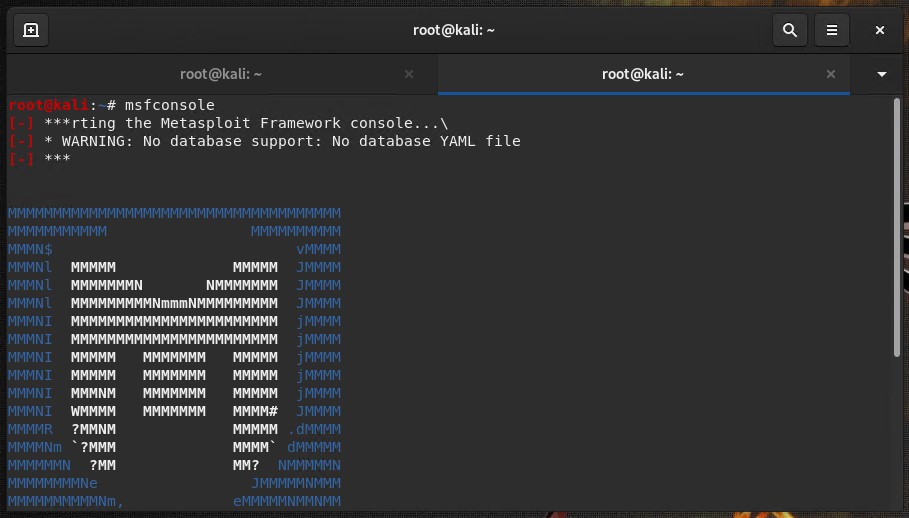 root@kali: ~
root@kali: ~
root@kali: ~
root@kali:~# msfconsole
[-] ***rting the Metasploit Framework console...\
[-] * WARNING: No database support: No database YAML file
[-] ***
MMMMMMMMMMMMMMMMMMMMMMMMMMMMMMMMMMMMM
MMMMMMMMMMM                MMMMMMMMMM
MMMN$                           vMMMM
MMMNl  MMMMM             MMMMM  JMMMM
MMMNl  MMMMMMMN       NMMMMMMM  JMMMM
MMMNl  MMMMMMMMMNmmmNMMMMMMMMM  JMMMM
MMMNI  MMMMMMMMMMMMMMMMMMMMMMM  jMMMM
MMMNI  MMMMMMMMMMMMMMMMMMMMMMM  jMMMM
MMMNI  MMMMM   MMMMMMM   MMMMM  jMMMM
MMMNI  MMMMM   MMMMMMM   MMMMM  jMMMM
MMMNI  MMMNM   MMMMMMM   MMMMM  jMMMM
MMMNI  WMMMM   MMMMMMM   MMMM#  JMMMM
MMMMR  ?MMNM             MMMMM .dMMMM
MMMMNm `?MMM             MMMM` dMMMMM
MMMMMMN  ?MM             MM?  NMMMMMN
MMMMMMMMNe                 JMMMMMNMMM
MMMMMMMMMMNm,            eMMMMMNMMNMM